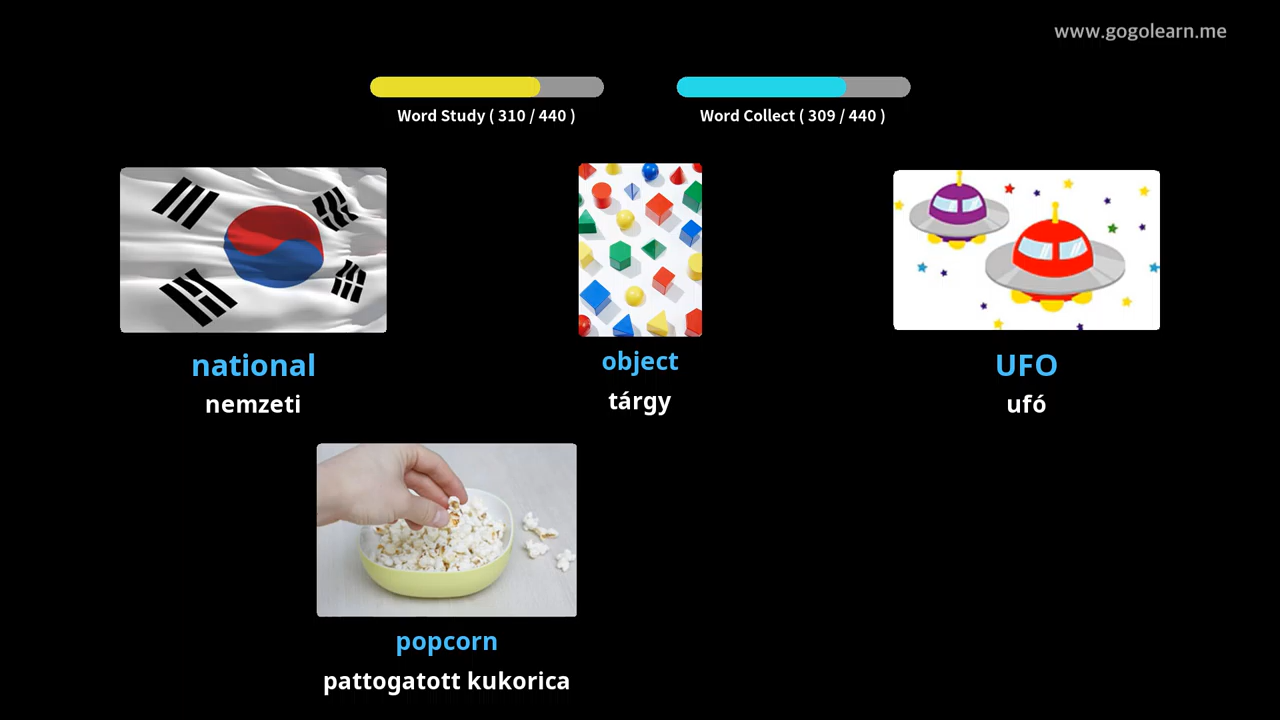 www.gogolearn.me
Word Study ( 310 / 440 )
Word Collect ( 309 / 440 )
national
nemzeti
object
tárgy
UFO
ufó
popcorn
pattogatott kukorica